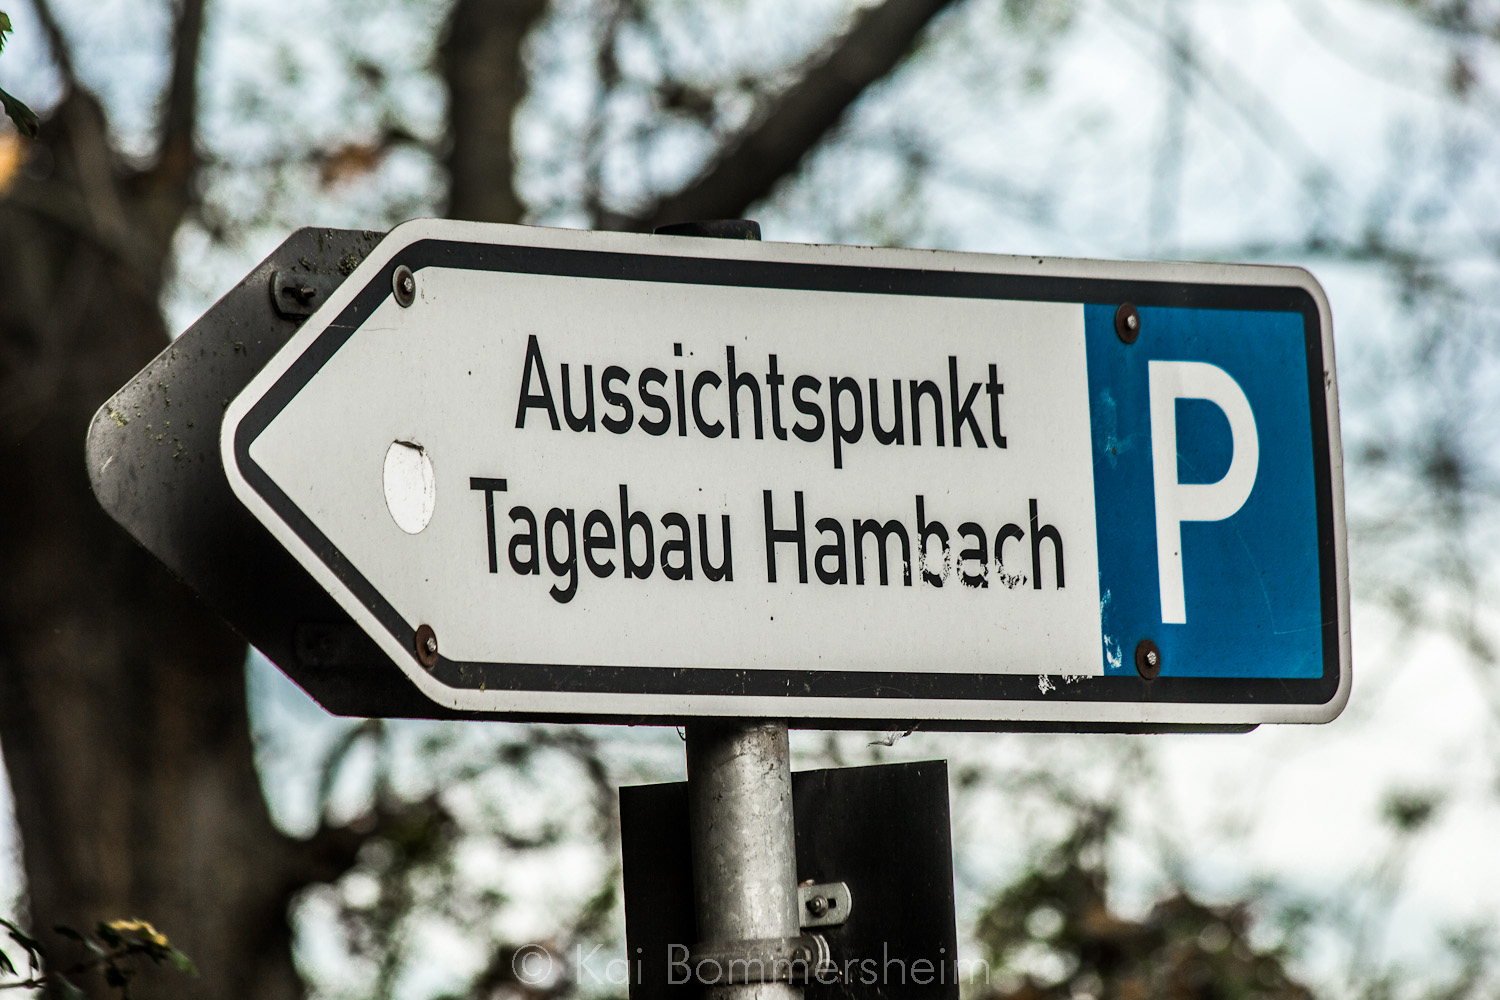 Aussichtspunkt
Tagebau Hambach
P
© Kai Bommersheim